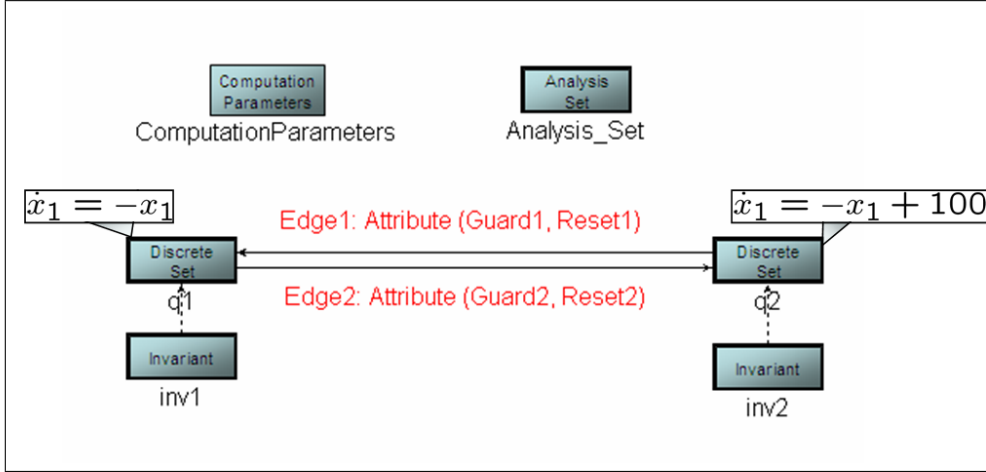 Computation
Parameters
ComputationParameters
Analysis
Set
Analysis_Set
ẋ₁ = −x₁
ẋ₁ = −x₁ + 100
Edge1: Attribute (Guard1, Reset1)
Discrete
Set
q1
Discrete
Set
q2
Edge2: Attribute (Guard2, Reset2)
Invariant
inv1
Invariant
inv2